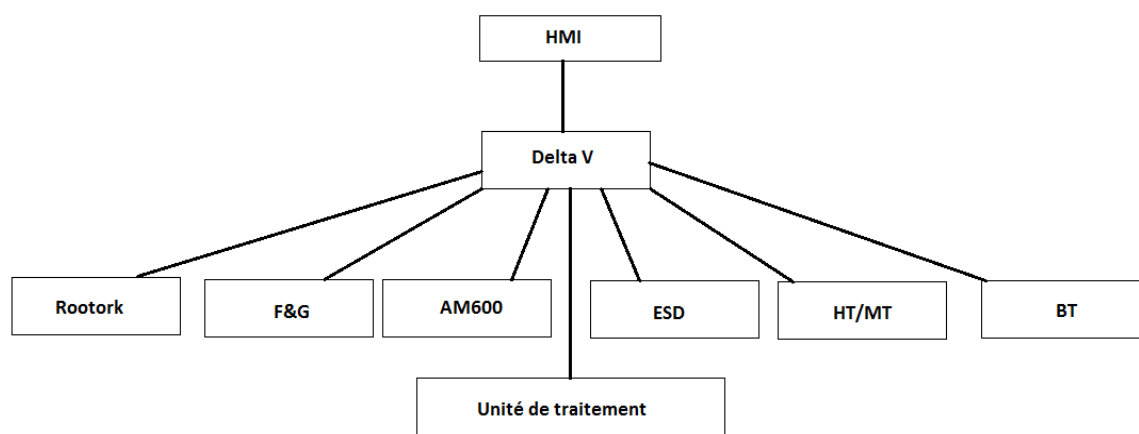 HMI
Delta V
Rootork
F&G
AM600
ESD
HT/MT
BT
Unité de traitement